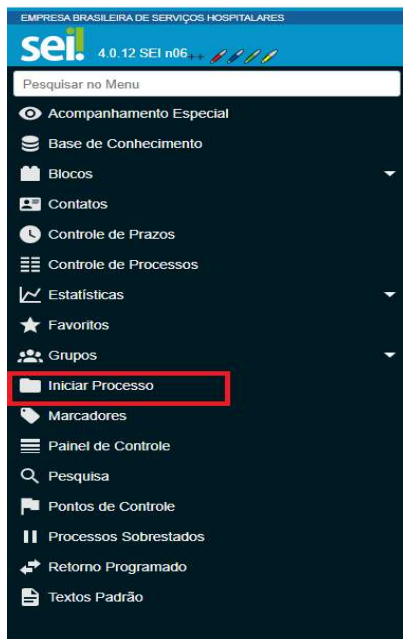 EMPRESA BRASILEIRA DE SERVIÇOS HOSPITALARES
sei! 4.0.12 SEI n06++
Pesquisar no Menu
Acompanhamento Especial
Base de Conhecimento
Blocos
Contatos
Controle de Prazos
Controle de Processos
Estatísticas
Favoritos
Grupos
Iniciar Processo
Marcadores
Painel de Controle
Pesquisa
Pontos de Controle
Processos Sobrestados
Retorno Programado
Textos Padrão